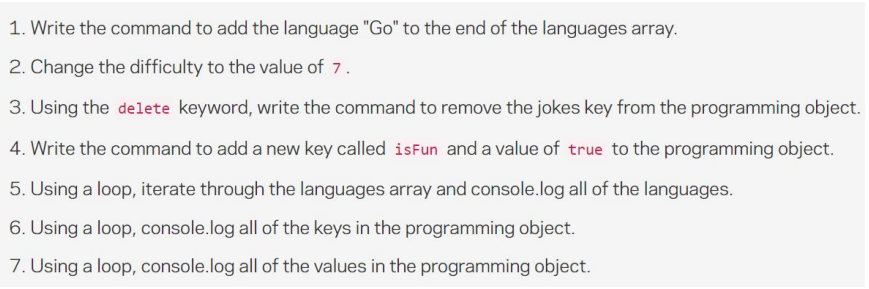 1. Write the command to add the language "Go" to the end of the languages array.
2. Change the difficulty to the value of 7.
3. Using the delete keyword, write the command to remove the jokes key from the programming object.
4. Write the command to add a new key called isFun and a value of true to the programming object.
5. Using a loop, iterate through the languages array and console.log all of the languages.
6. Using a loop, console.log all of the keys in the programming object.
7. Using a loop, console.log all of the values in the programming object.